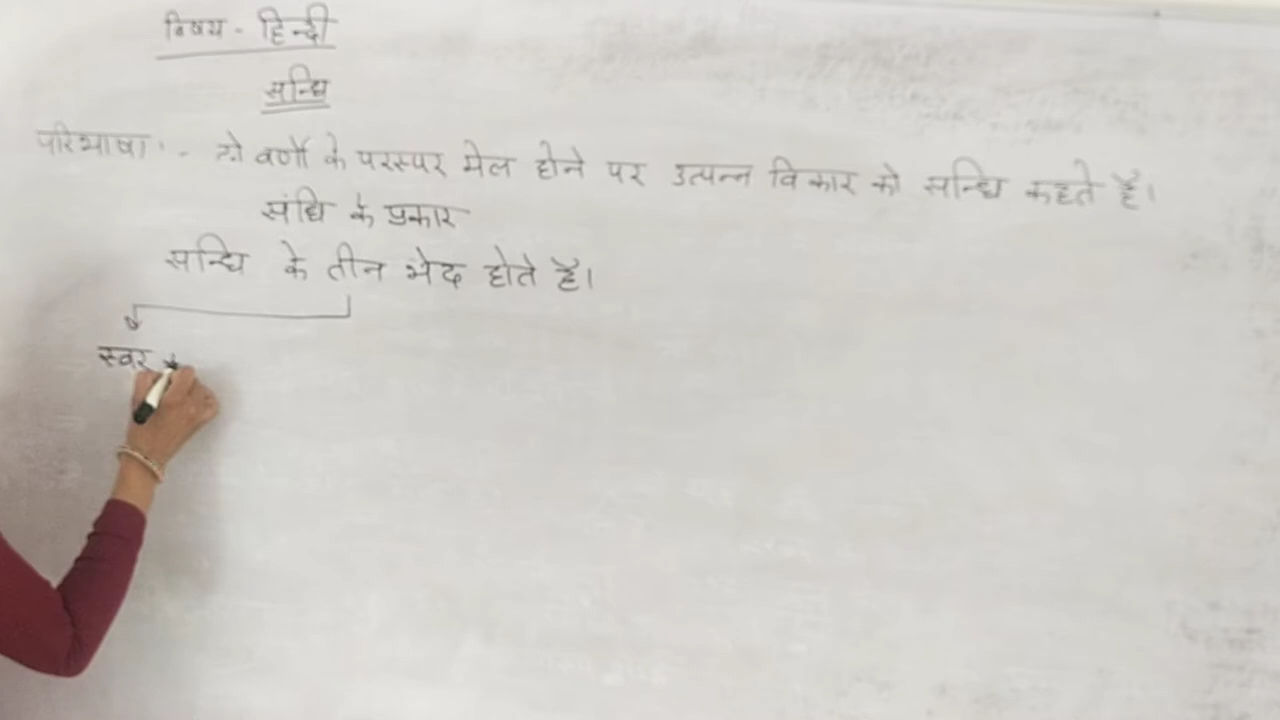 विषय - हिन्दी
सन्धि
परिभाषा :- दो वर्णों के परस्पर मेल होने पर उत्पन्न विकार को सन्धि कहते हैं।
संधि के प्रकार
सन्धि के तीन भेद होते हैं।
स्वर